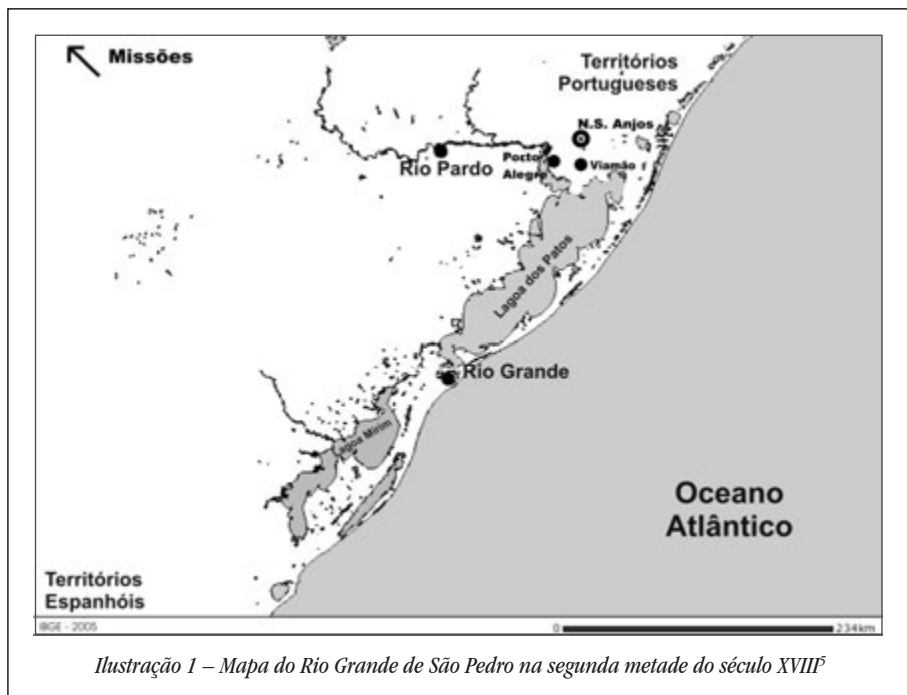 Missões
Territórios
Portugueses
N.S. Anjos
Rio Pardo
Porto
Alegre
Viamão
Lagoa dos Patos
Rio Grande
Lagoa Mirim
Oceano
Atlântico
Territórios
Espanhóis
IBGE - 2005
0 234km
Ilustração 1 – Mapa do Rio Grande de São Pedro na segunda metade do século XVIII⁵